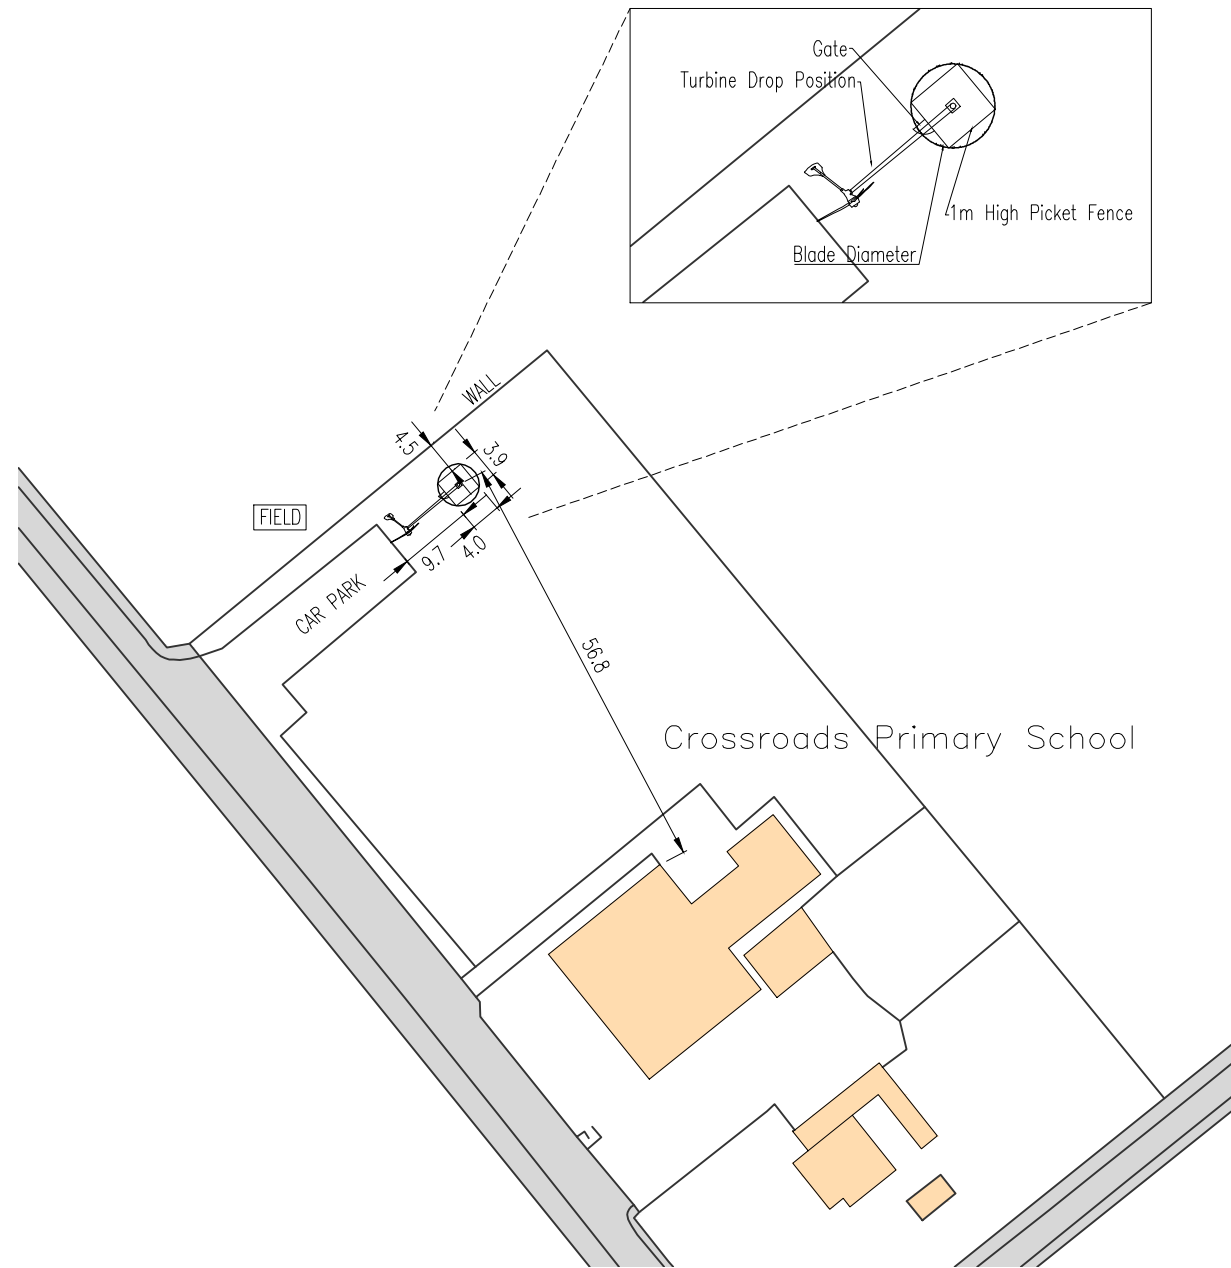 Gate
Turbine Drop Position
1m High Picket Fence
Blade Diameter
WALL
4.5
3.9
FIELD
9.7
4.0
CAR PARK
56.8
Crossroads Primary School